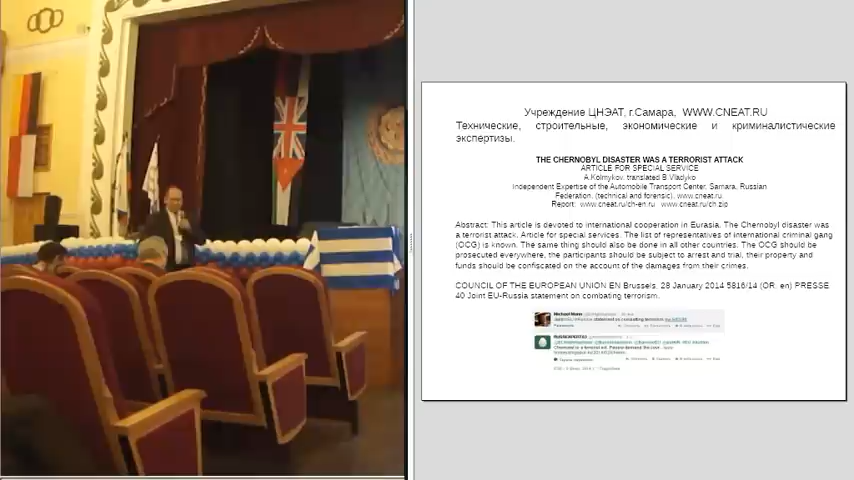 Учреждение ЦНЭАТ, г.Самара, WWW.CNEAT.RU
Технические, строительные, экономические и криминалистические
экспертизы.
THE CHERNOBYL DISASTER WAS A TERRORIST ATTACK
ARTICLE FOR SPECIAL SERVICE
A.Kolmykov. translated B.Vladyko
Independent Expertise of the Automobile Transport Center, Samara, Russian
Federation, (technical and forensic). www.cneat.ru
Report: www.cneat.ru/ch-en.ru www.cneat.ru/ch.zip
Abstract: This article is devoted to international cooperation in Eurasia. The Chernobyl disaster was
a terrorist attack. Article for special services. The list of representatives of international criminal gang
(OCG) is known. The same thing should also be done in all other countries. The OCG should be
prosecuted everywhere, the participants should be subject to arrest and trial, their property and
funds should be confiscated on the account of the damages from their crimes.
COUNCIL OF THE EUROPEAN UNION EN Brussels, 28 January 2014 5816/14 (OR. en) PRESSE
40 Joint EU-Russia statement on combating terrorism.
Michael Mann